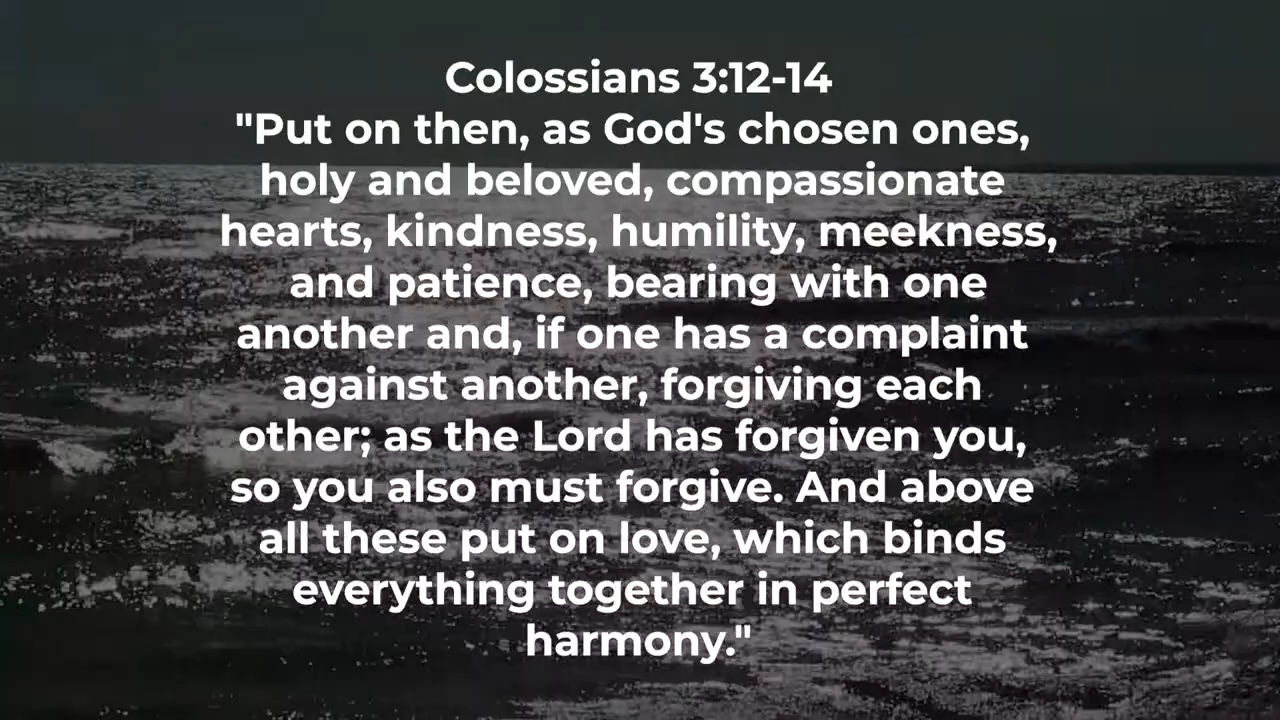 Colossians 3:12-14
"Put on then, as God's chosen ones,
holy and beloved, compassionate
hearts, kindness, humility, meekness,
and patience, bearing with one
another and, if one has a complaint
against another, forgiving each
other; as the Lord has forgiven you,
so you also must forgive. And above
all these put on love, which binds
everything together in perfect
harmony."